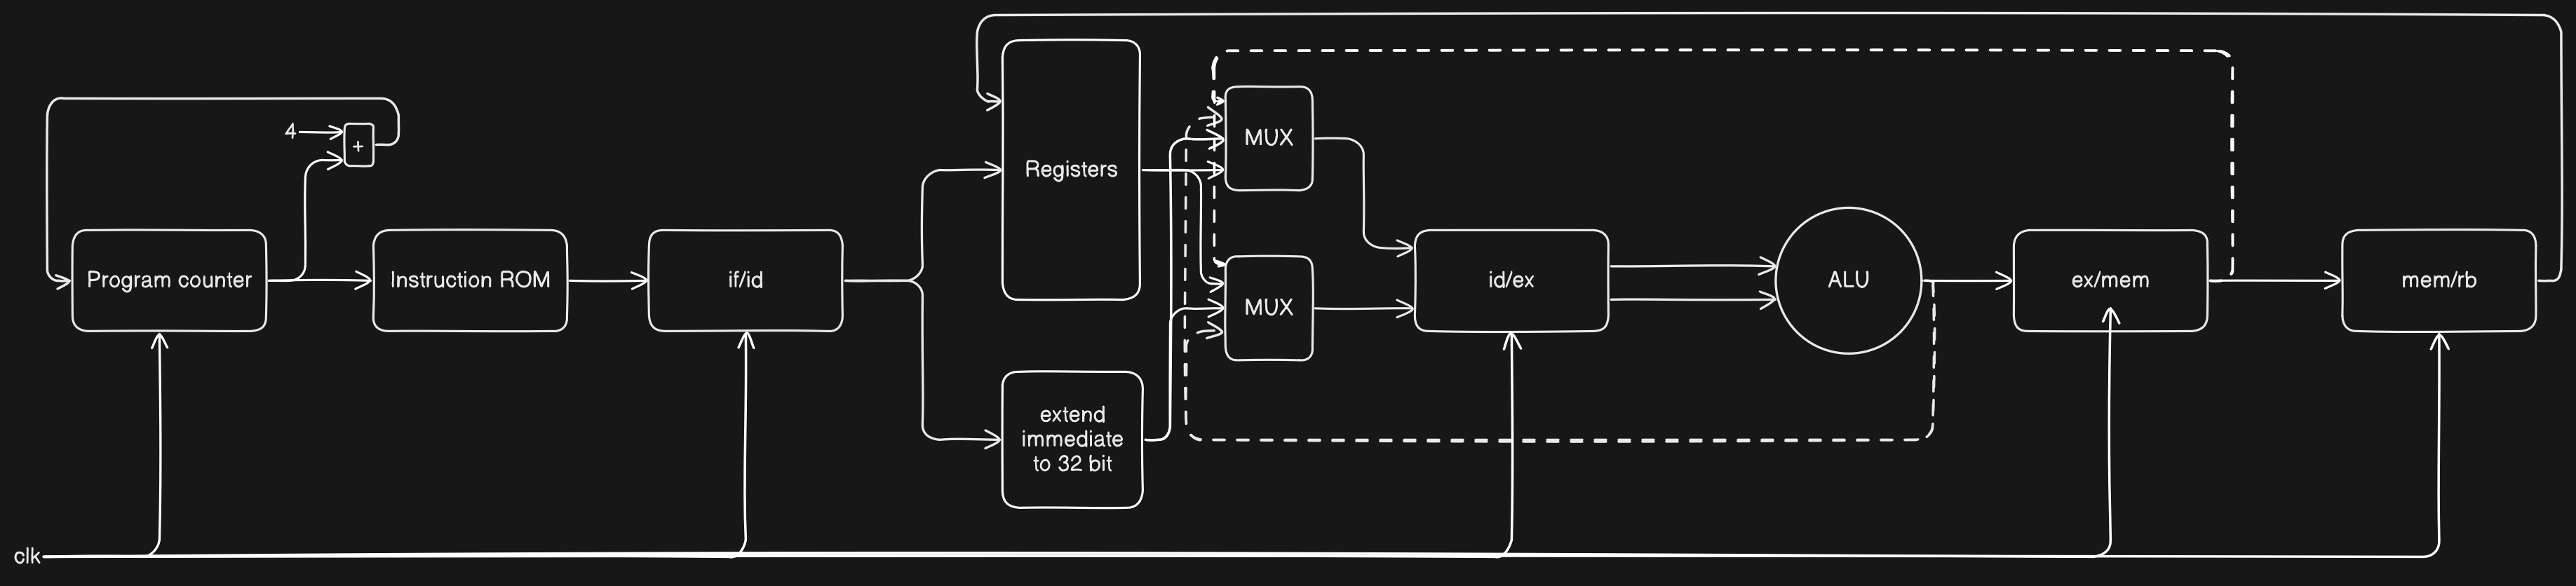 4
+
Program counter
Instruction ROM
if/id
Registers
extend
immediate
to 32 bit
MUX
MUX
id/ex
ALU
ex/mem
mem/rb
clk